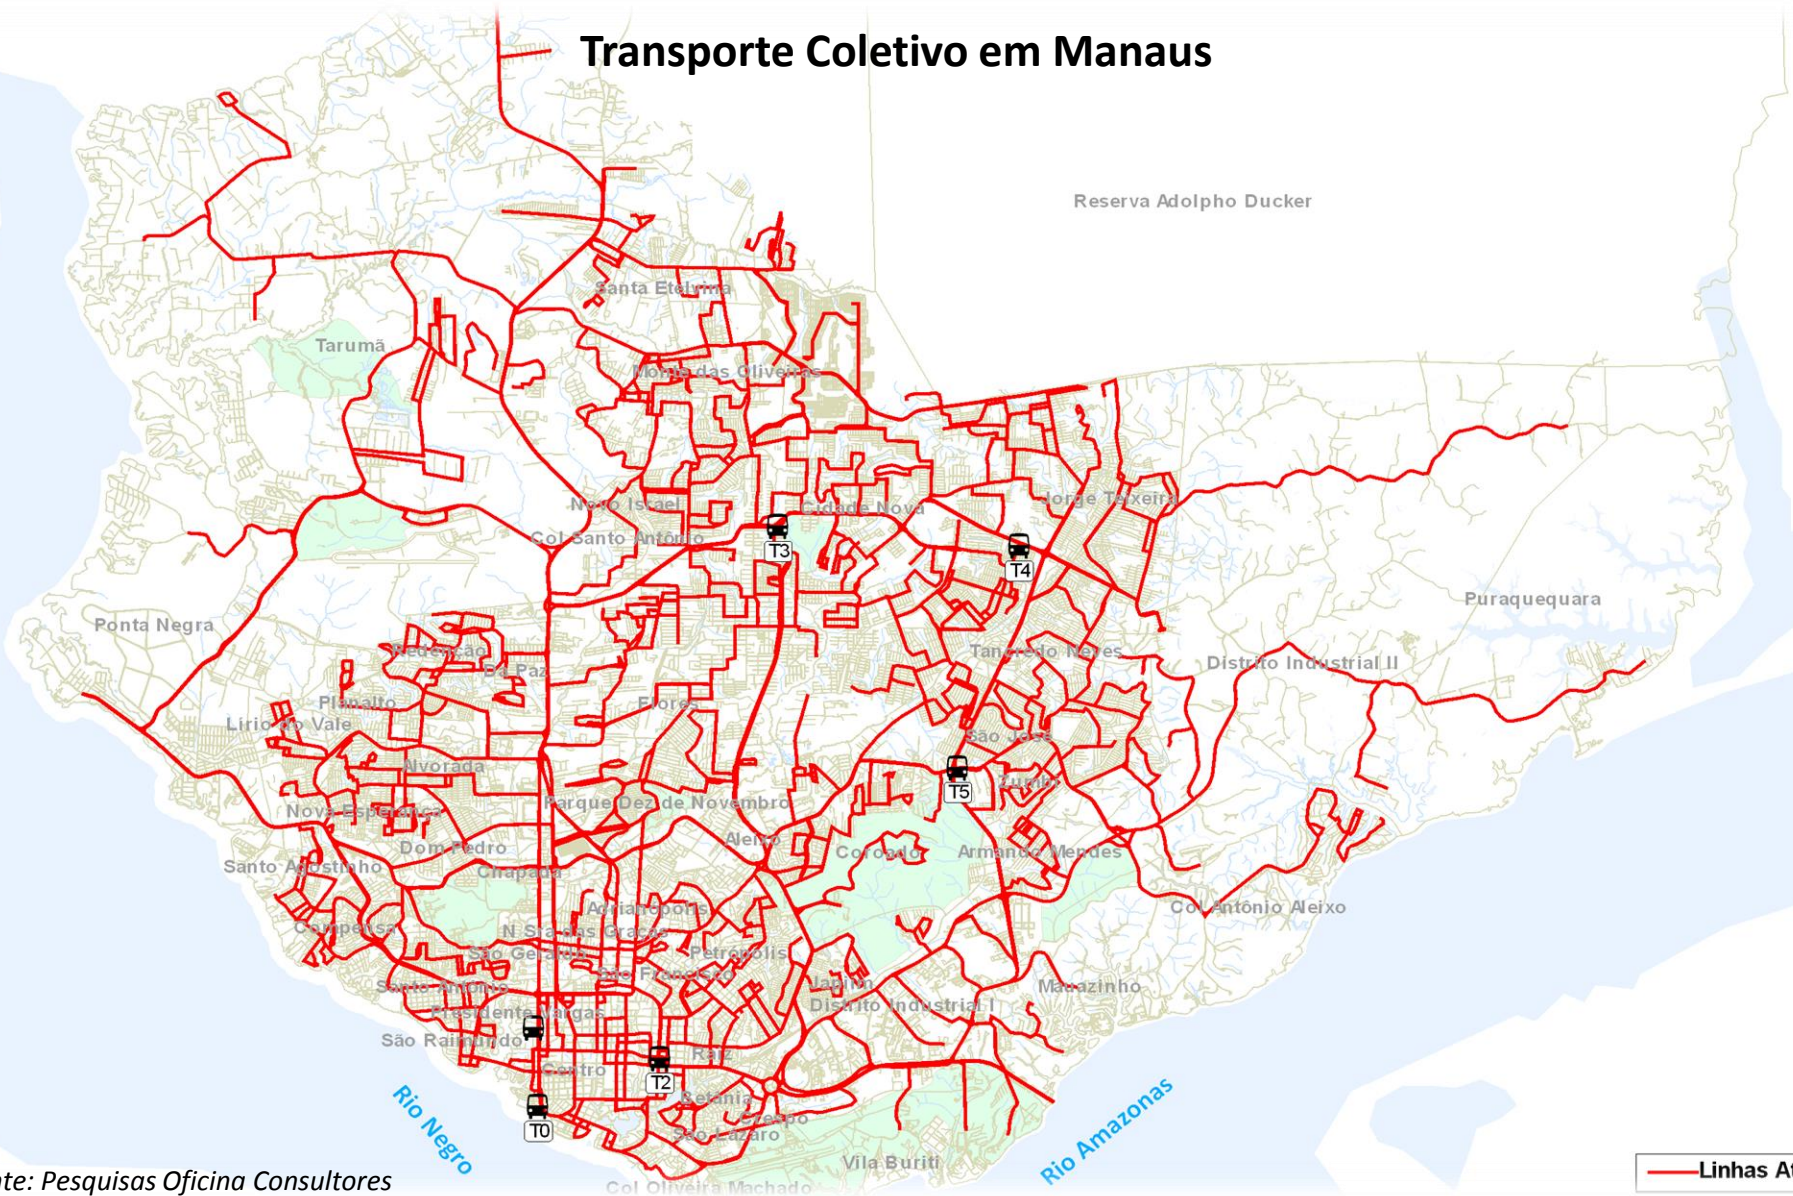 Transporte Coletivo em Manaus
Reserva Adolpho Ducker
Santa Etelvina
Tarumã
Monte das Oliveiras
Novo Israel
Cidade Nova
Jorge Teixeira
Col Santo Antônio
T3
T4
Puraquequara
Ponta Negra
Redenção
Da Paz
Tancredo Neves
Distrito Industrial II
Planalto
Flores
Lirio do Vale
São José
Alvorada
Zumbi
T5
Parque Dez de Novembro
Nova Esperança
Aleixo
Dom Pedro
Coroado
Armando Mendes
Santo Agostinho
Chapada
Adrianópolis
Col Antônio Aleixo
Compensa
N Sra das Graças
São Geraldo
Petrópolis
São Francisco
Santo Antônio
Japiim
Mauazinho
Distrito Industrial I
Presidente Vargas
São Raimundo
Raiz
Centro
T2
Betânia
Crespo
T0
São Lázaro
Rio Negro
Rio Amazonas
Vila Buriti
Col Oliveira Machado
nte: Pesquisas Oficina Consultores
Linhas At